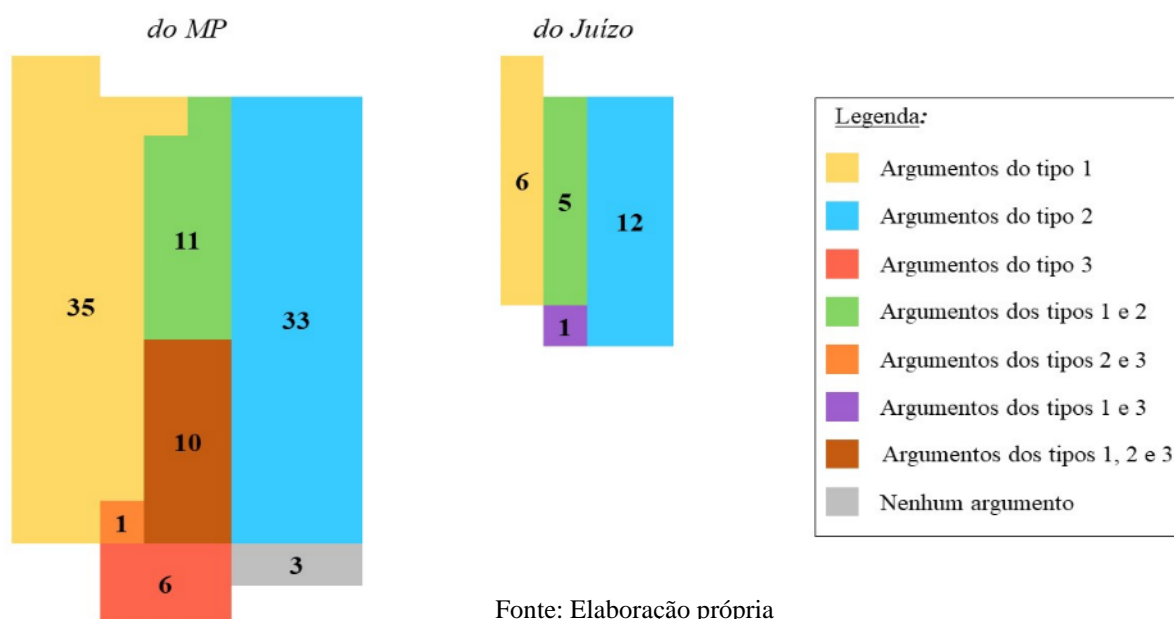 do MP
35
11
33
10
1
6
3
do Juízo
6
5
12
1
Legenda:
Argumentos do tipo 1
Argumentos do tipo 2
Argumentos do tipo 3
Argumentos dos tipos 1 e 2
Argumentos dos tipos 2 e 3
Argumentos dos tipos 1 e 3
Argumentos dos tipos 1, 2 e 3
Nenhum argumento
Fonte: Elaboração própria